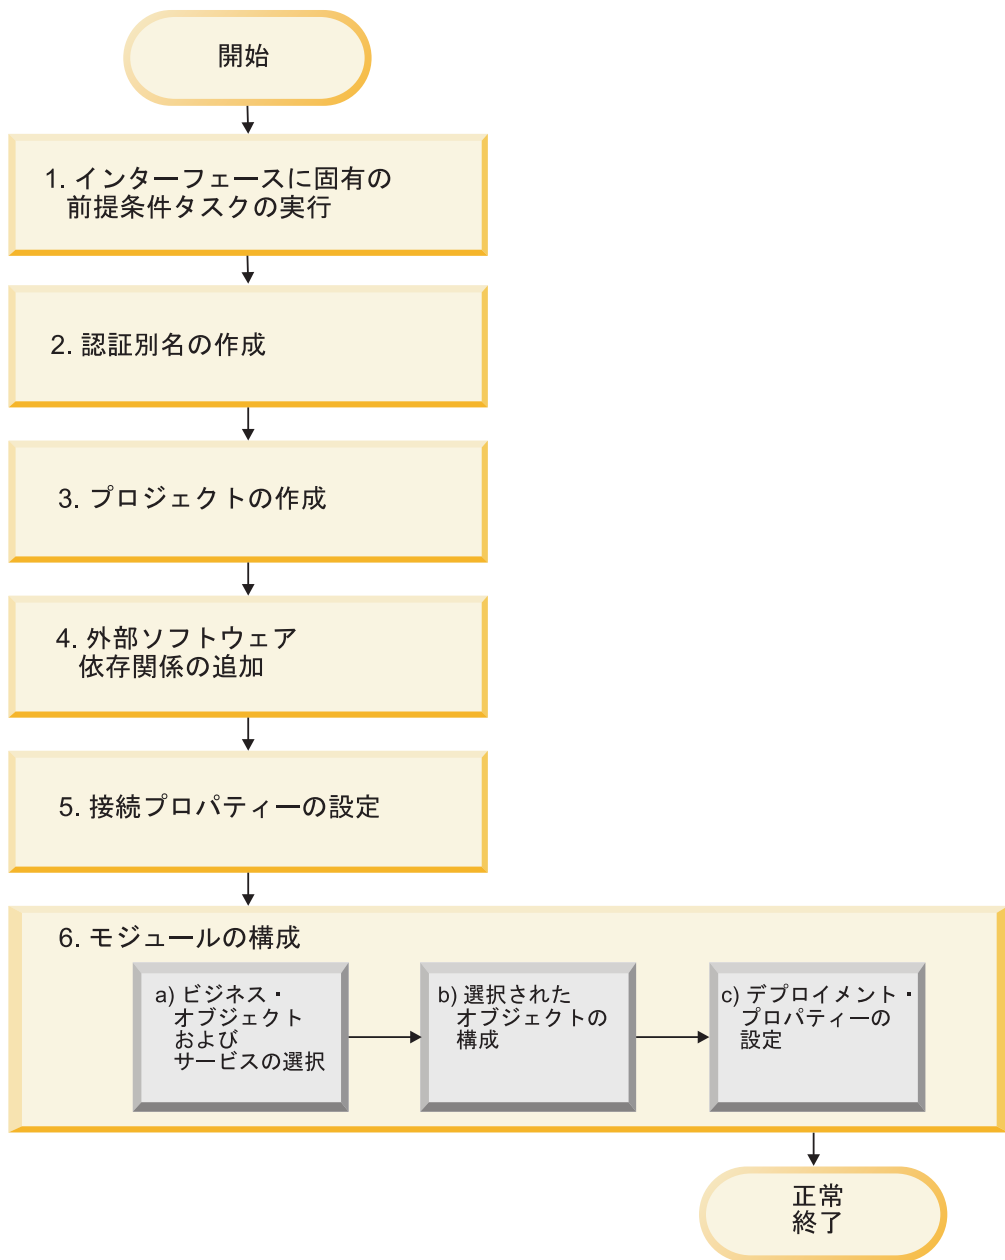 開始
1. インターフェースに固有の
前提条件タスクの実行
2. 認証別名の作成
3. プロジェクトの作成
4. 外部ソフトウェア
依存関係の追加
5. 接続プロパティーの設定
6. モジュールの構成
a) ビジネス・
オブジェクト
および
サービスの選択
b) 選択された
オブジェクトの
構成
c) デプロイメント・
プロパティーの
設定
正常
終了